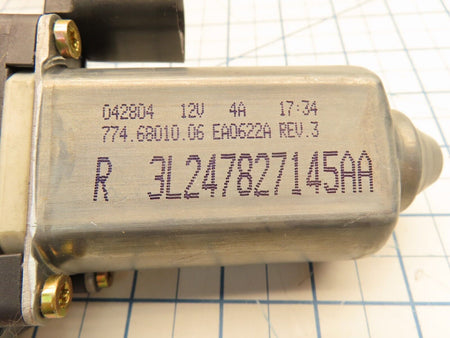 042804 12V 4A 17:34
774.68010.06 EA0622A REV.3
R 3L247827145AA